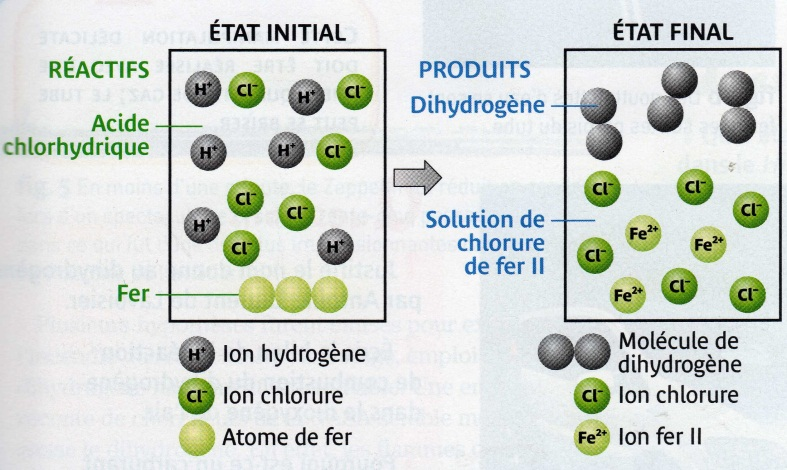 ÉTAT INITIAL
RÉACTIFS
Acide
chlorhydrique
Fer
H⁺ Cl⁻ H⁺ Cl⁻
H⁺ H⁺ Cl⁻
Cl⁻
Cl⁻
H⁺
Cl⁻ H⁺
H⁺ Ion hydrogène
Cl⁻ Ion chlorure
Atome de fer
ÉTAT FINAL
PRODUITS
Dihydrogène
Solution de
chlorure
de fer II
Cl⁻ Cl⁻
Cl⁻
Fe²⁺ Fe²⁺
Cl⁻
Fe²⁺ Cl⁻ Cl⁻
Molécule de
dihydrogène
Cl⁻ Ion chlorure
Fe²⁺ Ion fer II